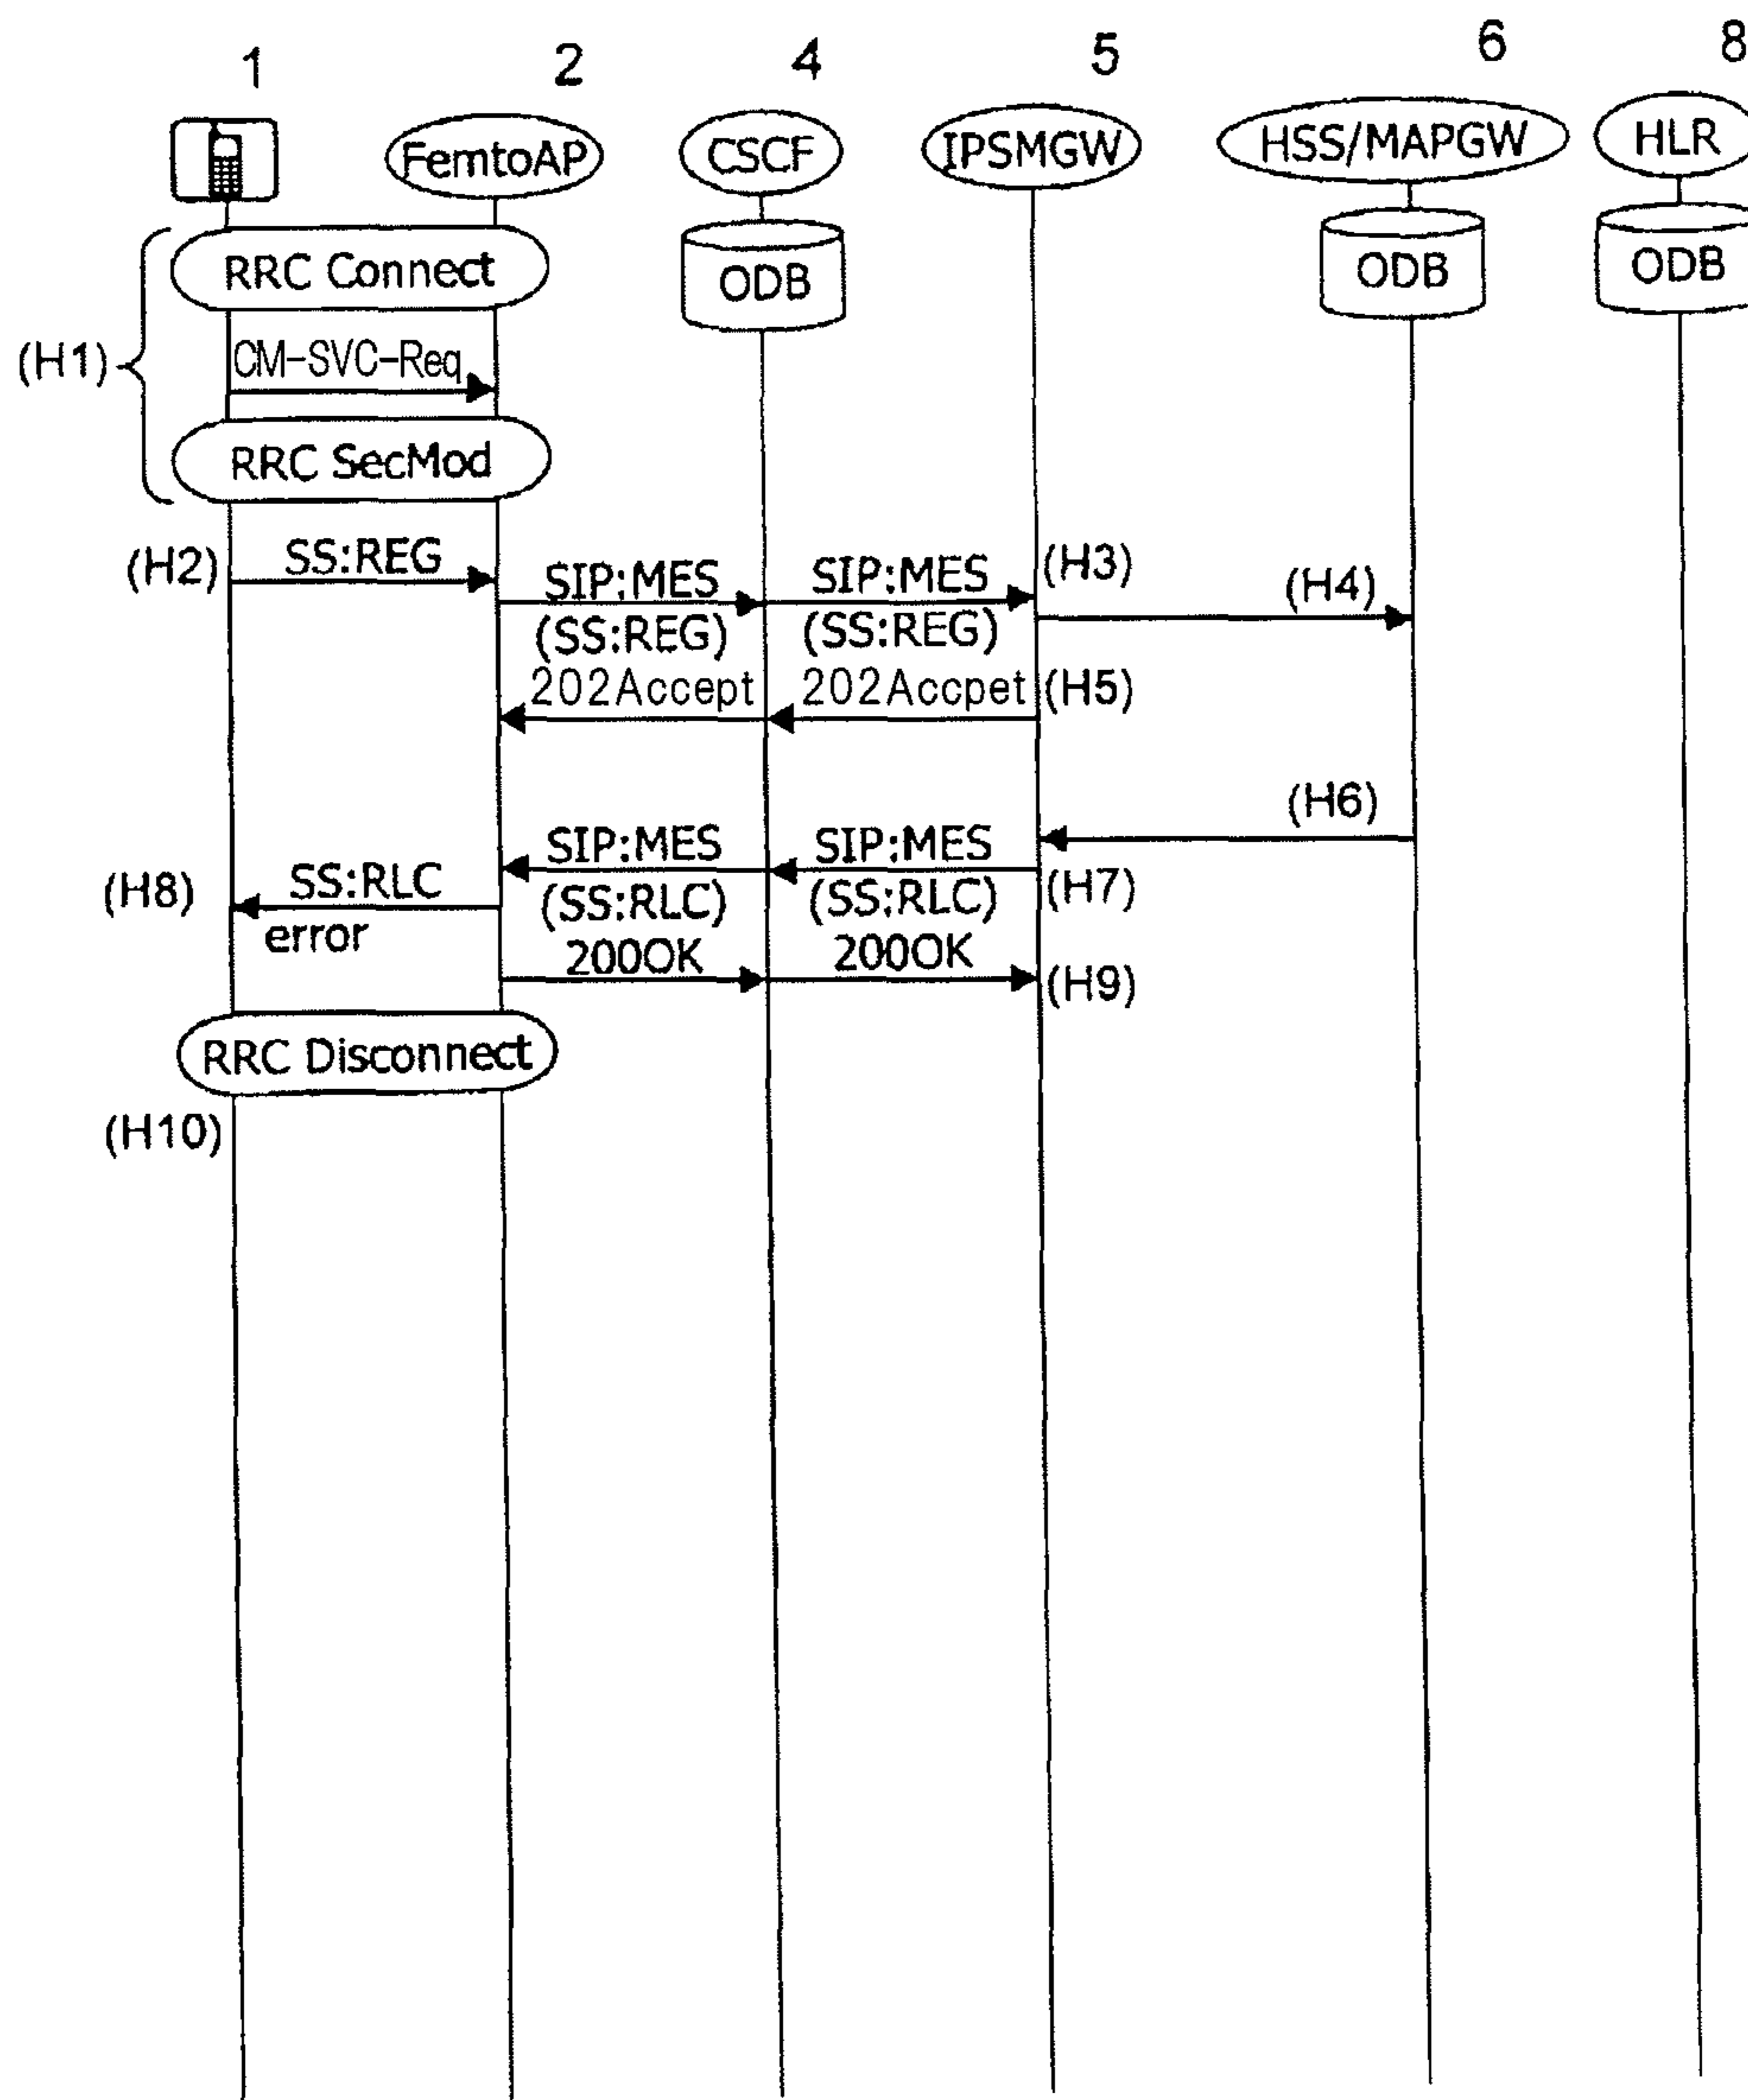 1
2
4
5
6
8
FemtoAP
CSCF
IPSMGW
HSS/MAPGW
HLR
ODB
ODB
ODB
RRC Connect
(H1)
CM-SVC-Req
RRC SecMod
(H2)
SS:REG
SIP:MES
(SS:REG)
SIP:MES
(SS:REG)
(H3)
(H4)
202Accept
202Accpet
(H5)
(H6)
SIP:MES
(SS:RLC)
SIP:MES
(SS:RLC)
(H7)
(H8)
SS:RLC
error
200OK
200OK
(H9)
RRC Disconnect
(H10)